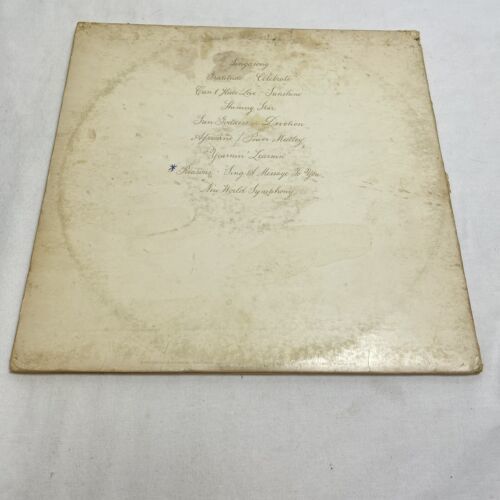 Singasong
Gratitude Celebrate
Can't Hide Love Sunshine
Shining Star
Sun Goddess Devotion
Africano / Power Medley
Yearnin' Learnin'
* Reasons Sing A Message To You
New World Symphony